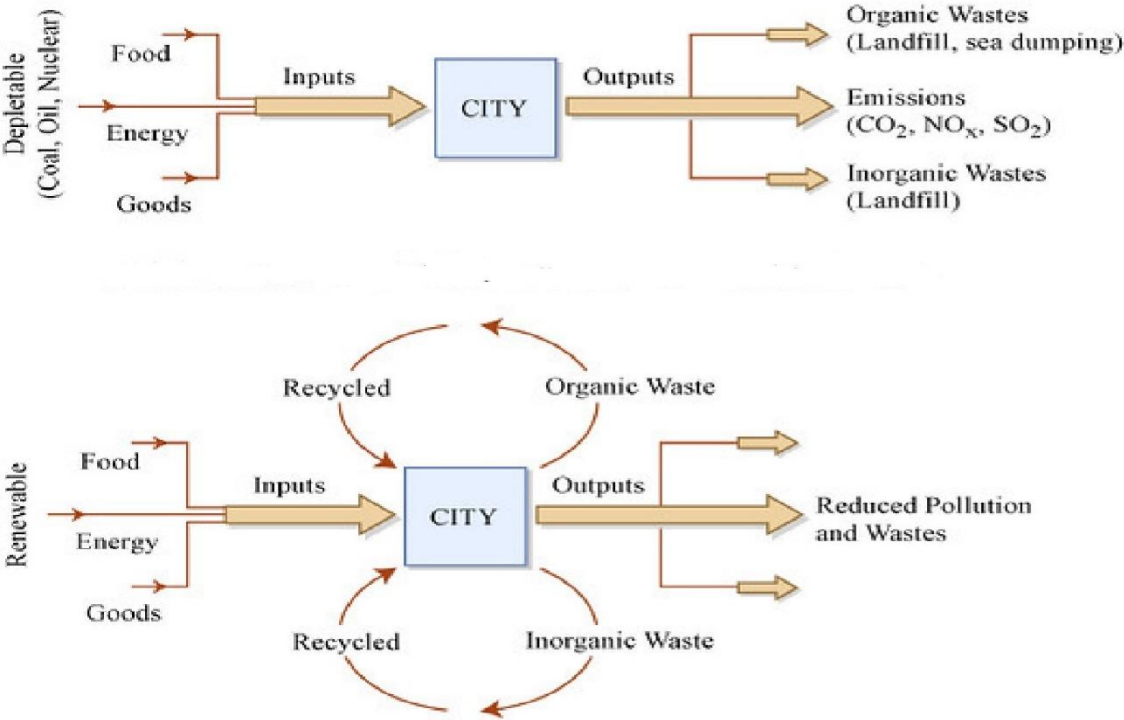 Depletable
(Coal, Oil, Nuclear)
Food
Energy
Goods
Inputs
CITY
Outputs
Organic Wastes
(Landfill, sea dumping)
Emissions
(CO₂, NOₓ, SO₂)
Inorganic Wastes
(Landfill)
Recycled
Organic Waste
Renewable
Food
Energy
Goods
Inputs
CITY
Outputs
Reduced Pollution
and Wastes
Recycled
Inorganic Waste